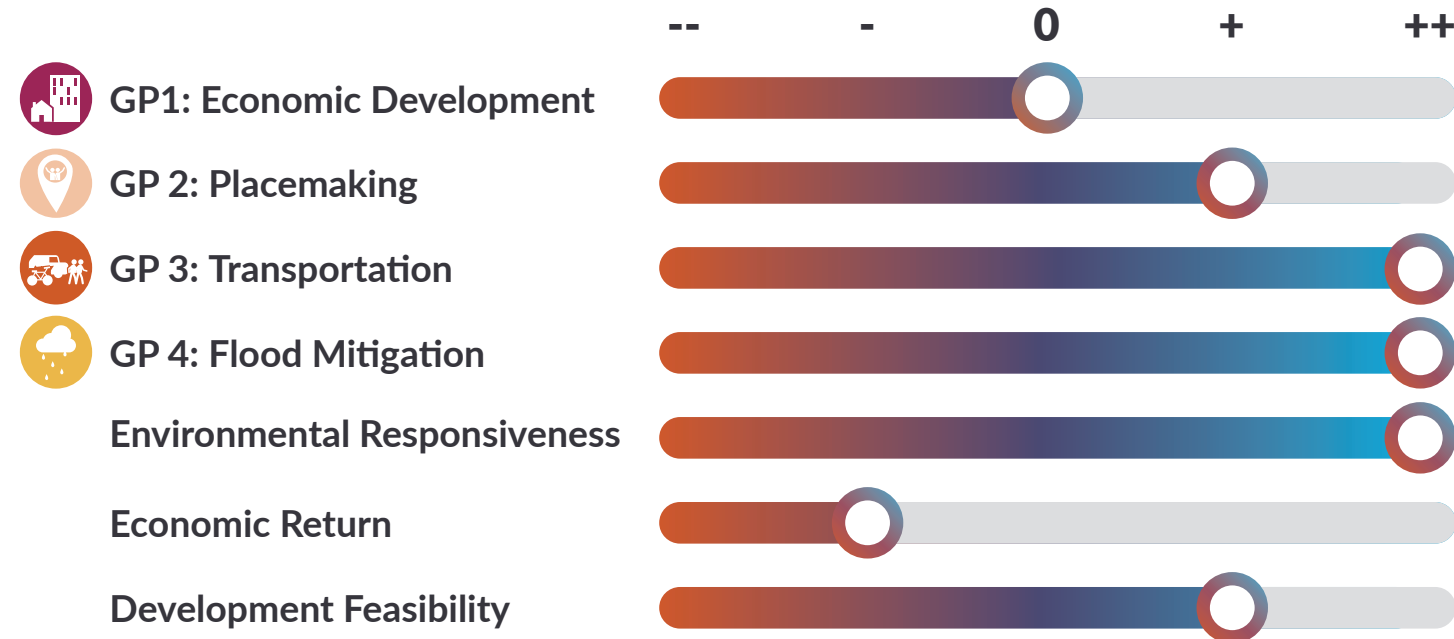 -- - 0 + ++
GP1: Economic Development
GP 2: Placemaking
GP 3: Transportation
GP 4: Flood Mitigation
Environmental Responsiveness
Economic Return
Development Feasibility